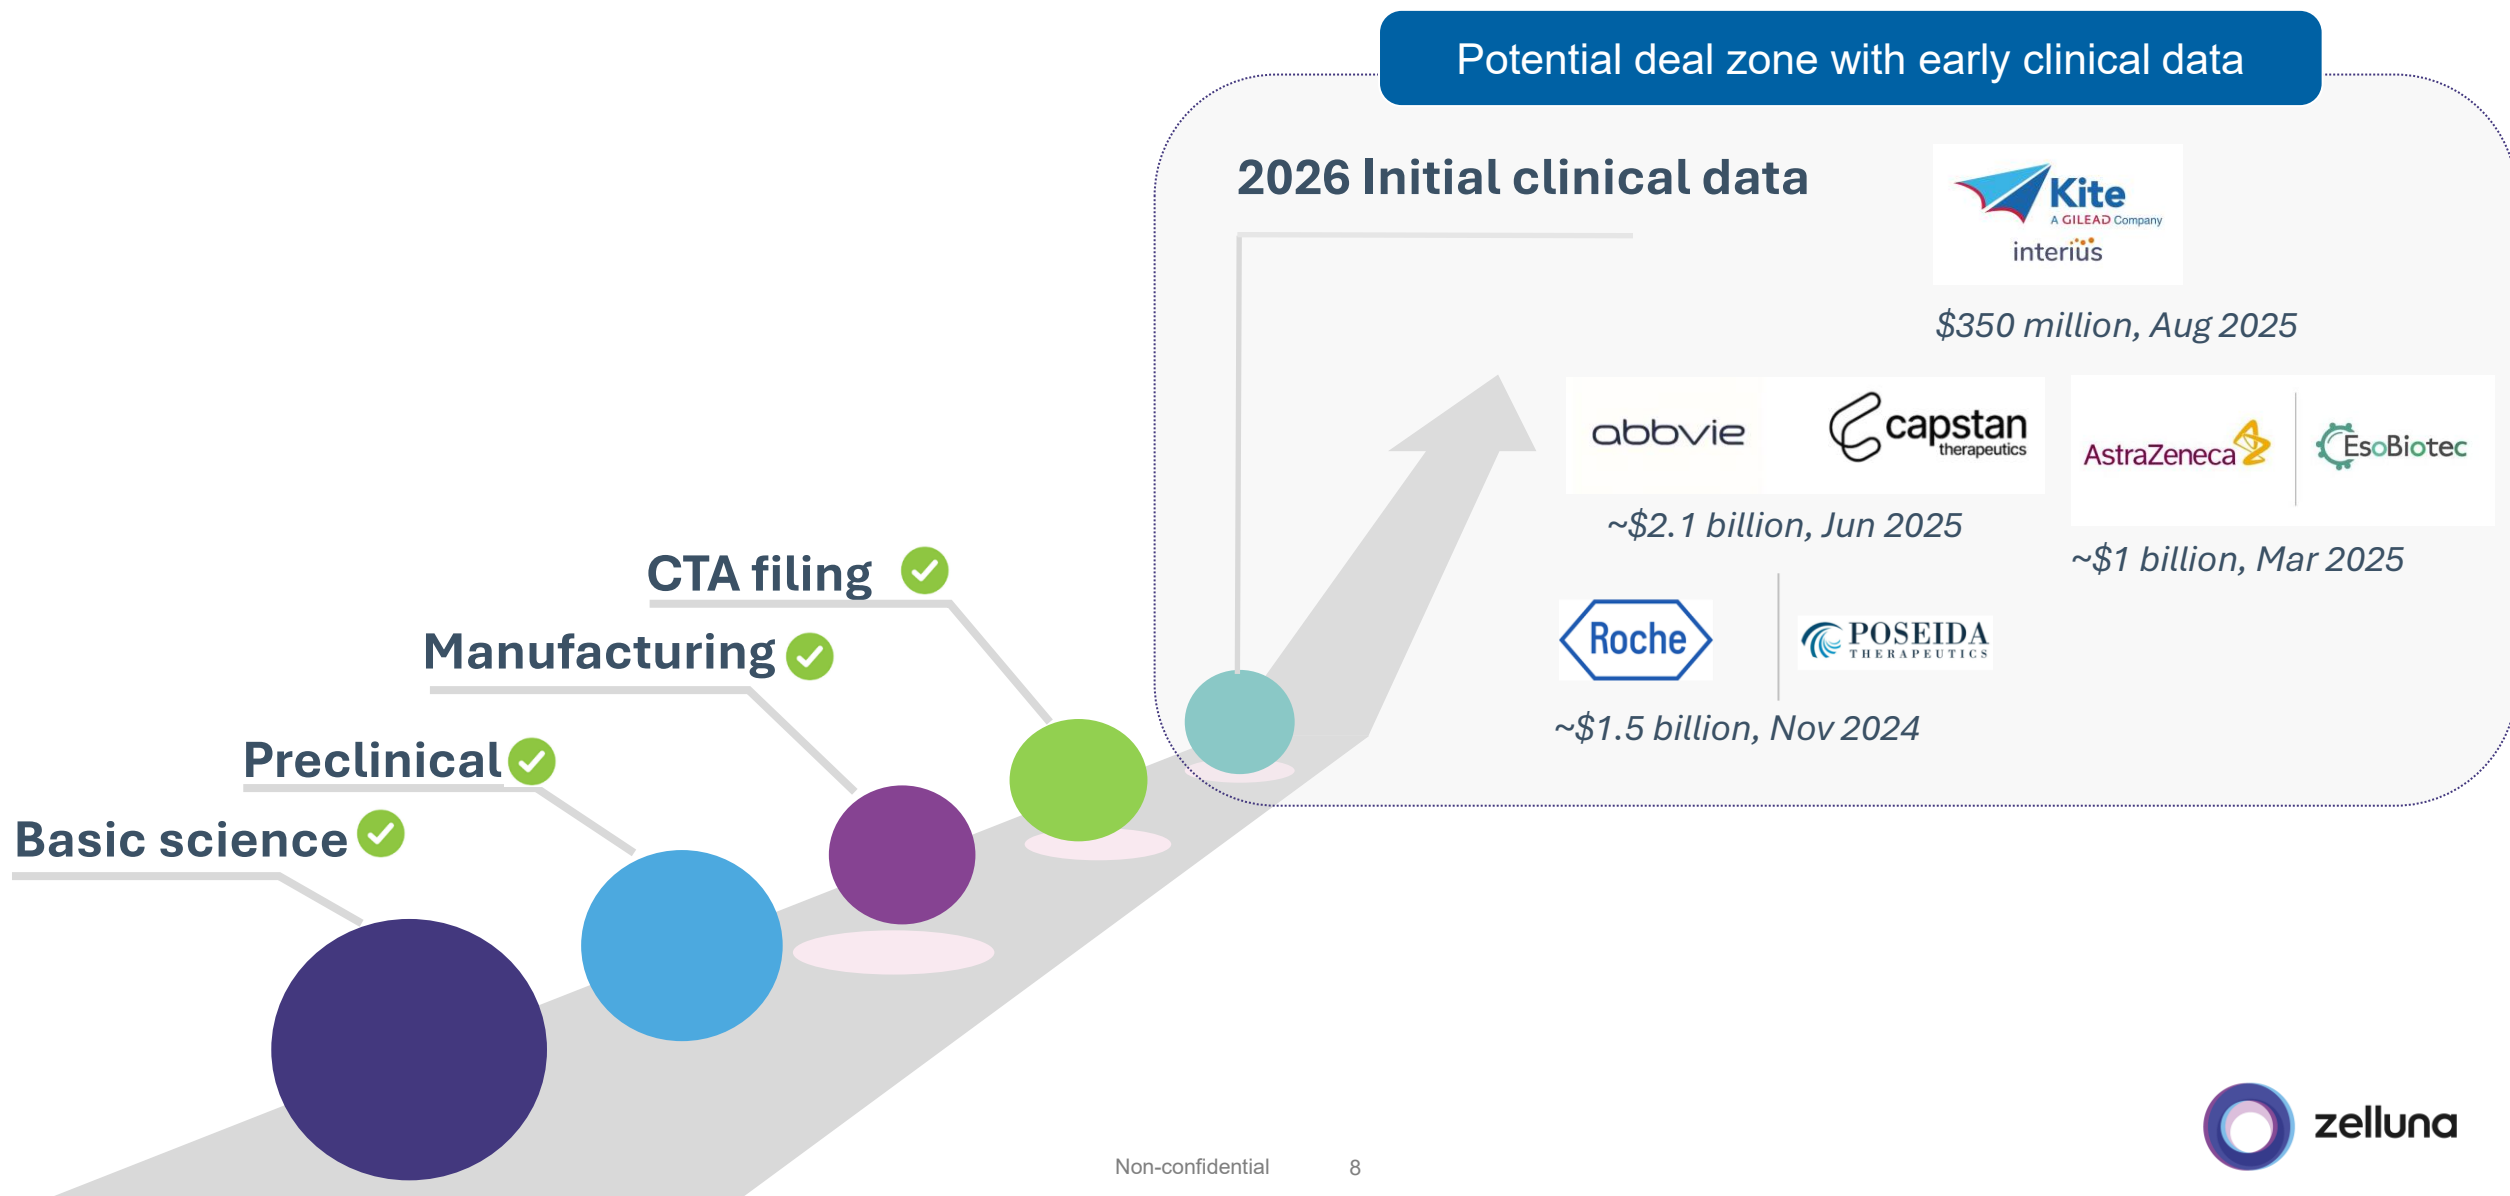 Potential deal zone with early clinical data
2026 Initial clinical data
Kite
A GILEAD Company
interius
$350 million, Aug 2025
abbvie
capstan
therapeutics
~$2.1 billion, Jun 2025
AstraZeneca
EsoBiotec
~$1 billion, Mar 2025
Roche
POSEIDA
THERAPEUTICS
~$1.5 billion, Nov 2024
CTA filing
Manufacturing
Preclinical
Basic science
Non-confidential
8
zelluna